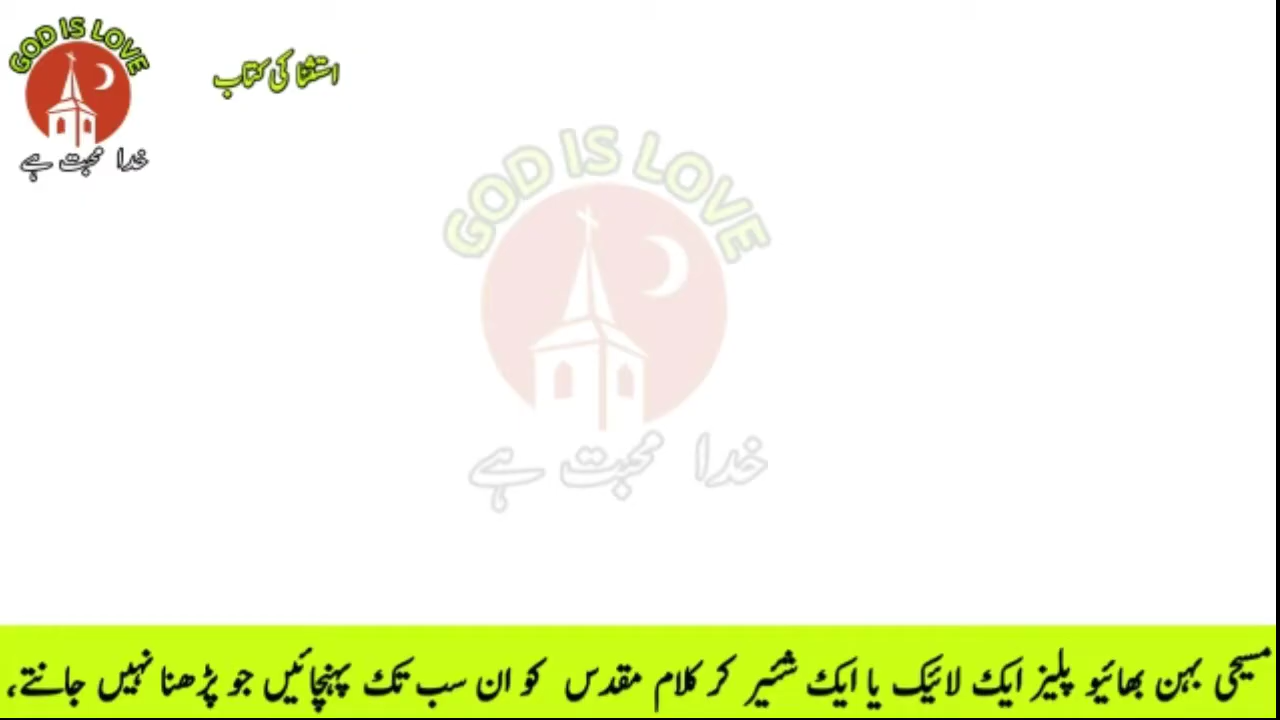 GOD IS LOVE
خدا محبت ہے
استثنا کی کتاب
GOD IS LOVE
خدا محبت ہے
مسیحی بہن بھائیو پلیز ایک لائیک یا ایک شئیر کر کلام مقدس کو ان سب تک پہنچائیں جو پڑھنا نہیں جانتے،